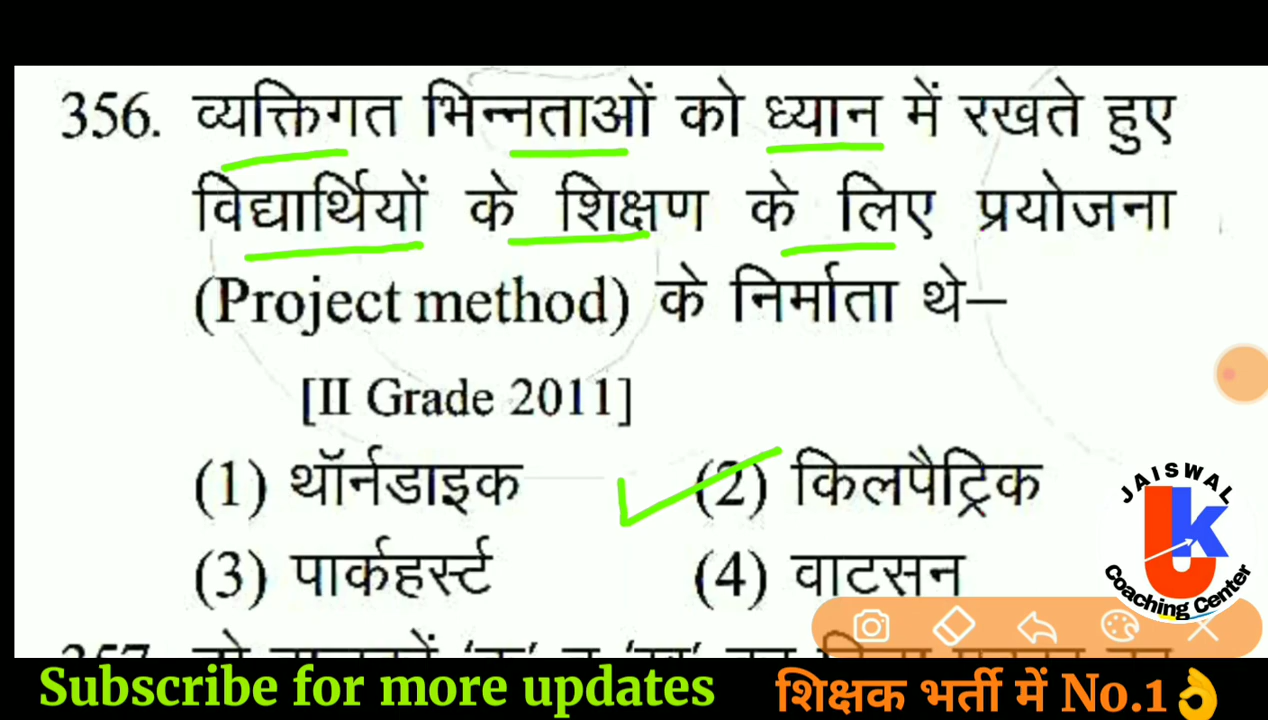 356. व्यक्तिगत भिन्नताओं को ध्यान में रखते हुए
विद्यार्थियों के शिक्षण के लिए प्रयोजना
(Project method) के निर्माता थे–
[II Grade 2011]
(1) थॉर्नडाइक (2) किलपैट्रिक
(3) पार्कहर्स्ट (4) वाटसन
JAISWAL
Coaching Center
Subscribe for more updates
शिक्षक भर्ती में No.1👌